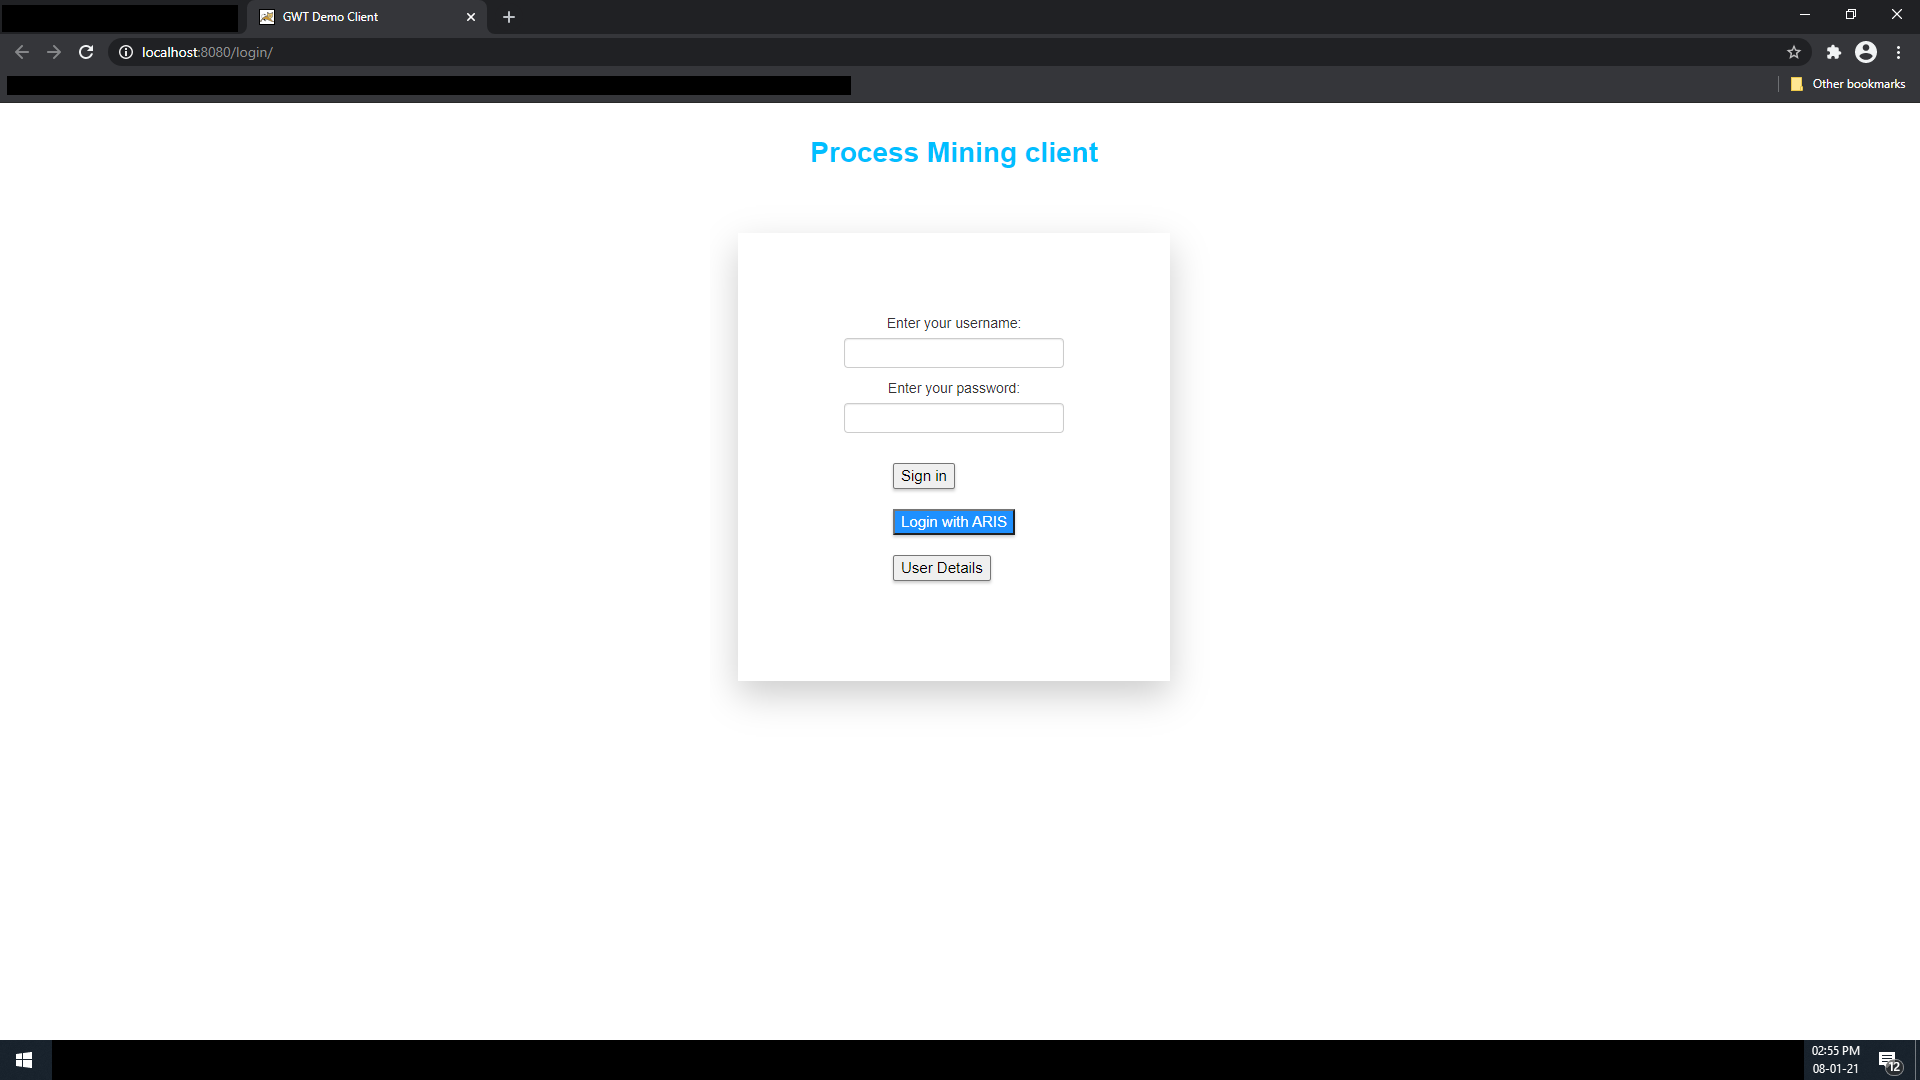 GWT Demo Client
localhost:8080/login/
Other bookmarks
Process Mining client
Enter your username:
Enter your password:
Sign in
Login with ARIS
User Details
02:55 PM
08-01-21
12